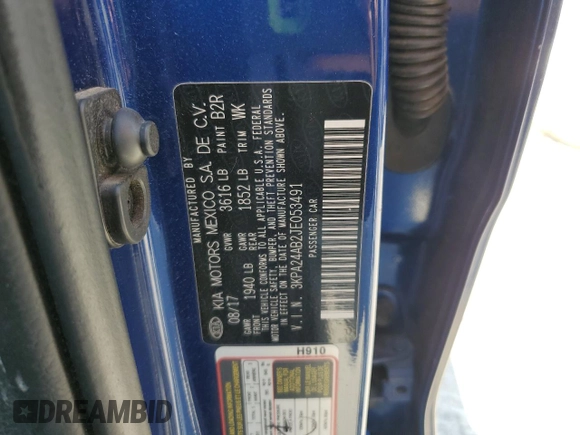 MANUFACTURED BY
KIA MOTORS MEXICO S.A. DE C.V.
08/17 GVWR 3616 LB PAINT B2R
GAWR FRONT 1940 LB GAWR REAR 1852 LB TRIM WK
THIS VEHICLE CONFORMS TO ALL APPLICABLE U.S.A. FEDERAL
MOTOR VEHICLE SAFETY, BUMPER, AND THEFT PREVENTION STANDARDS
IN EFFECT ON THE DATE OF MANUFACTURE SHOWN ABOVE.
V.I.N. 3KPA24AB2JE053491
PASSENGER CAR
H910
DREAMBID